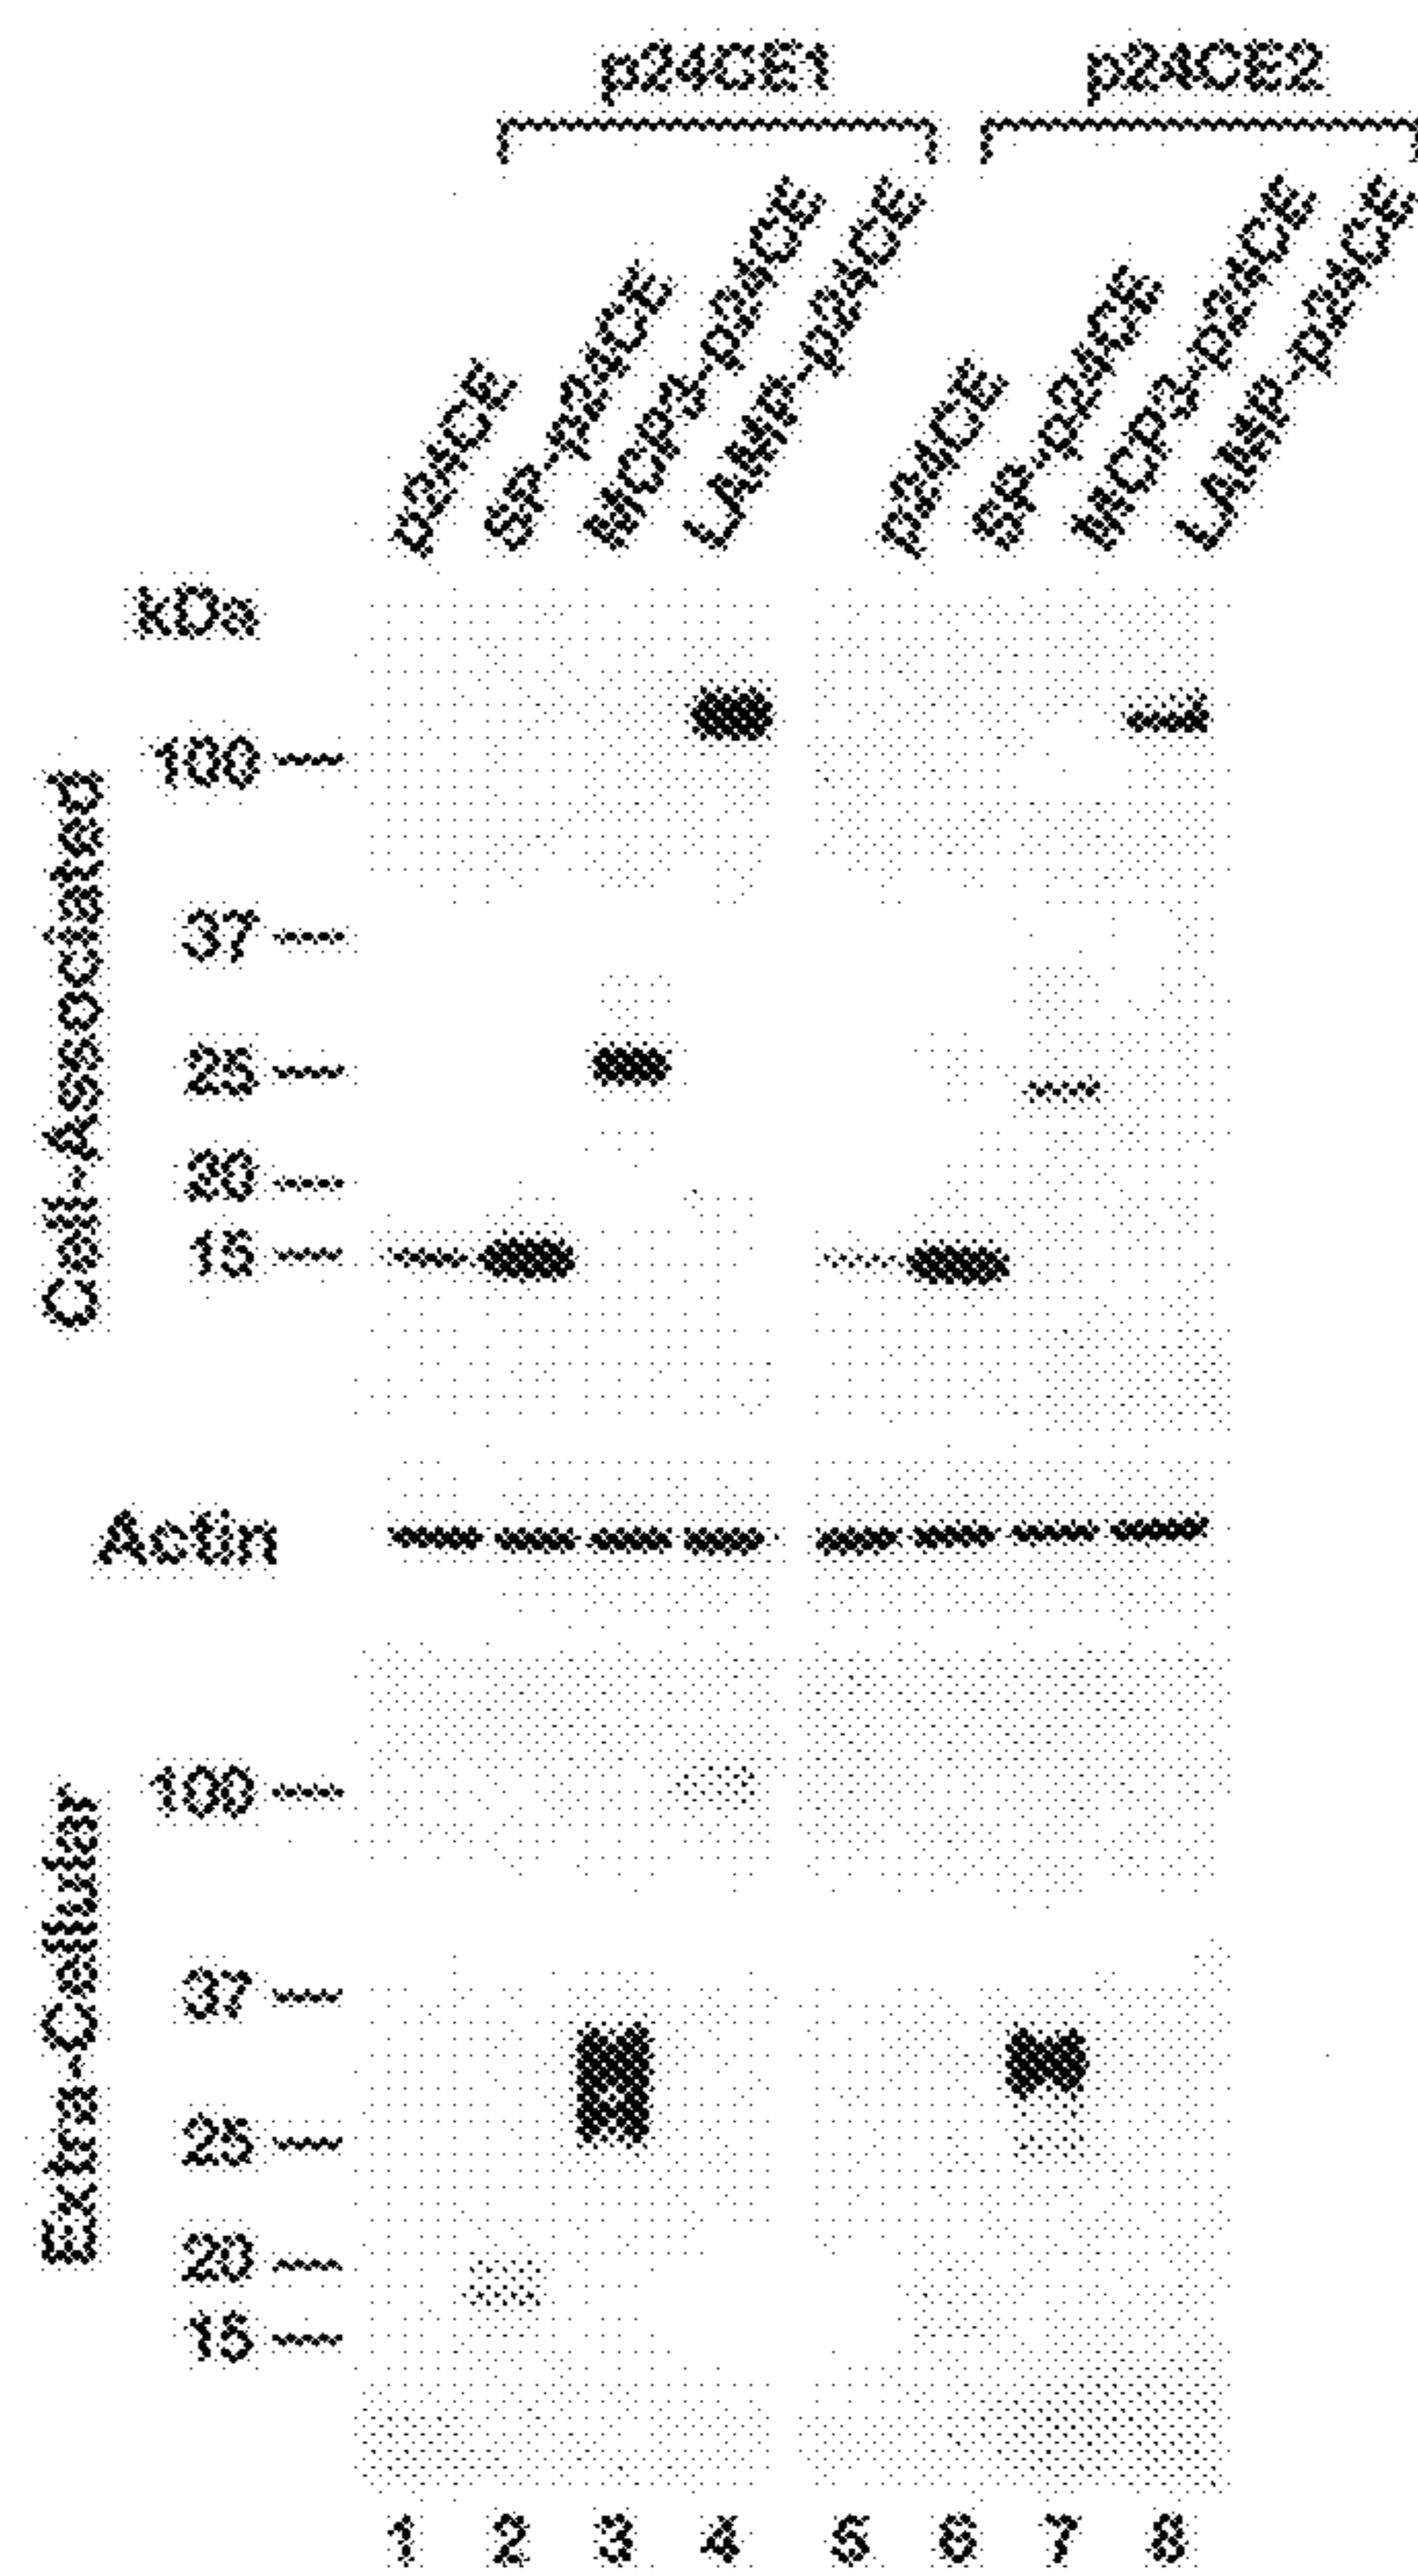 p24CE1 p24CE2
p24CE SP-p24CE MCP3-p24CE LAMP-p24CE p24CE SP-p24CE MCP3-p24CE LAMP-p24CE
kDa
Cell-Associated
100
37
25
20
15
Actin
Extra-Cellular
100
37
25
20
15
1 2 3 4 5 6 7 8